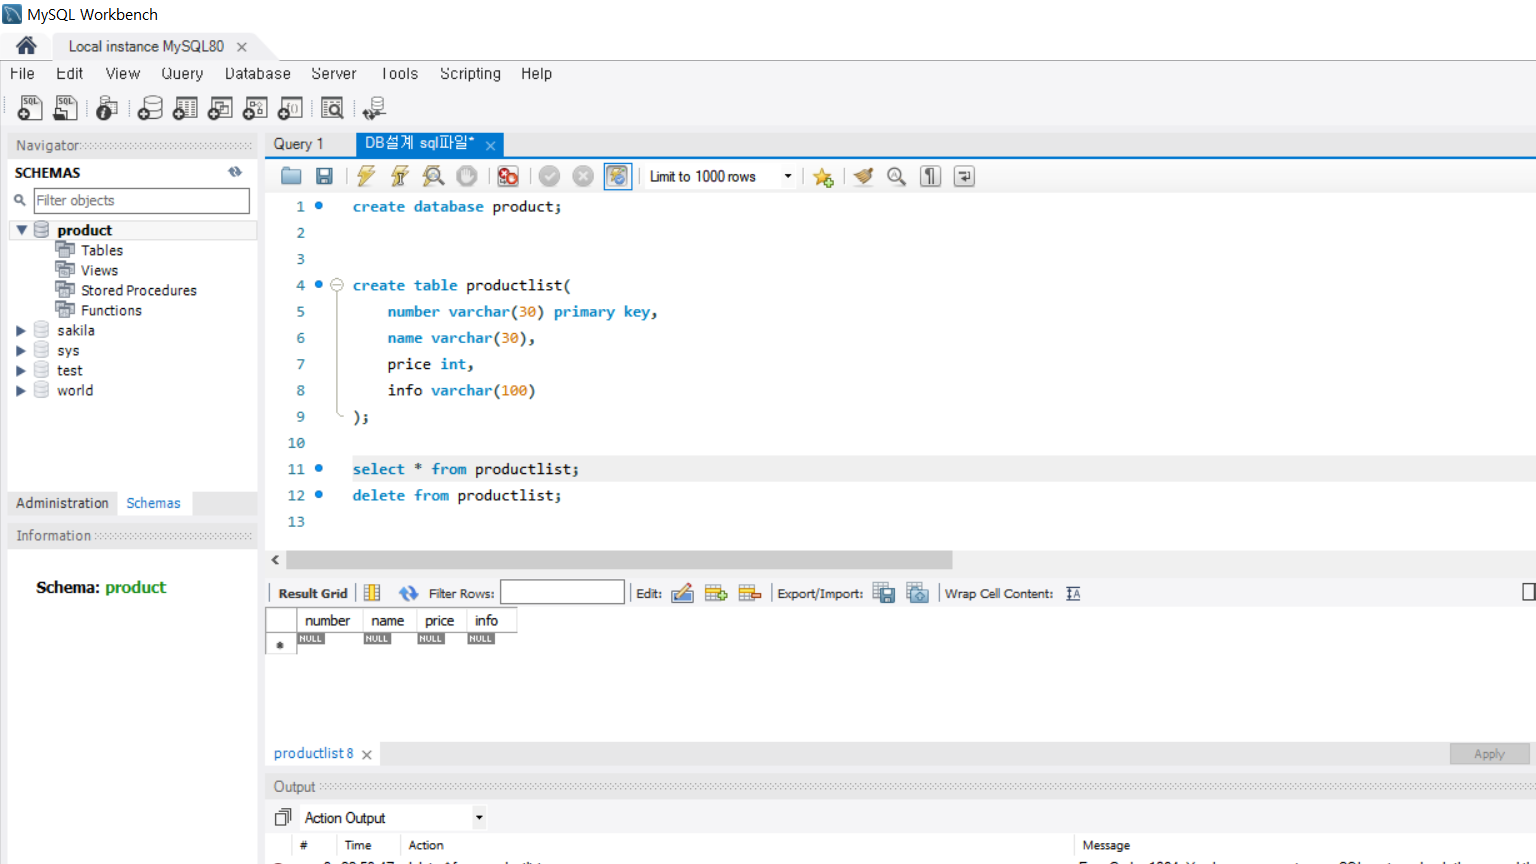 MySQL Workbench
Local instance MySQL80
File Edit View Query Database Server Tools Scripting Help
Navigator
SCHEMAS
Filter objects
product
Tables
Views
Stored Procedures
Functions
sakila
sys
test
world
Administration Schemas
Information
Schema: product
Query 1 DB설계 sql파일*
Limit to 1000 rows
1 create database product;
2
3
4 create table productlist(
5 number varchar(30) primary key,
6 name varchar(30),
7 price int,
8 info varchar(100)
9 );
10
11 select * from productlist;
12 delete from productlist;
13
Result Grid Filter Rows: Edit: Export/Import: Wrap Cell Content:
number name price info
NULL NULL NULL NULL
productlist 8 Apply
Output
Action Output
# Time Action Message